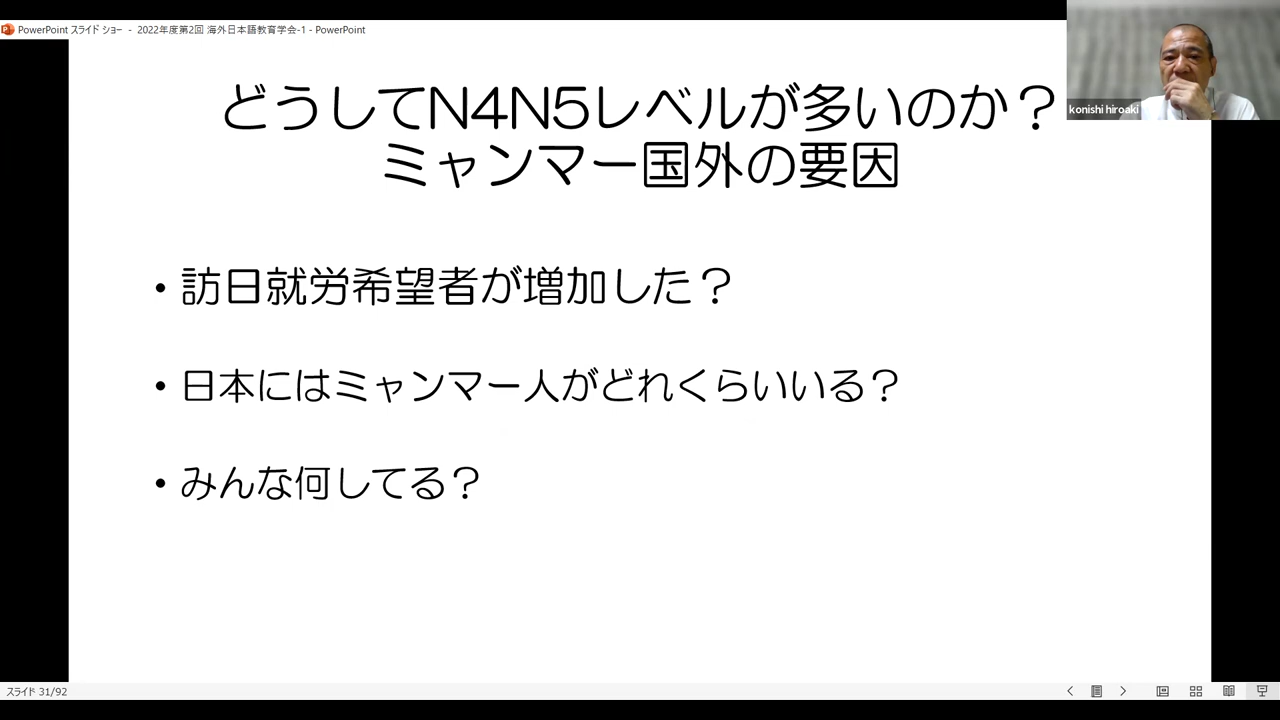 PowerPoint スライド ショー - 2022年度第2回 海外日本語教育学会-1 - PowerPoint
konishi hiroaki
どうしてN4N5レベルが多いのか？
ミャンマー国外の要因
・訪日就労希望者が増加した？
・日本にはミャンマー人がどれくらいいる？
・みんな何してる？
スライド 31/92